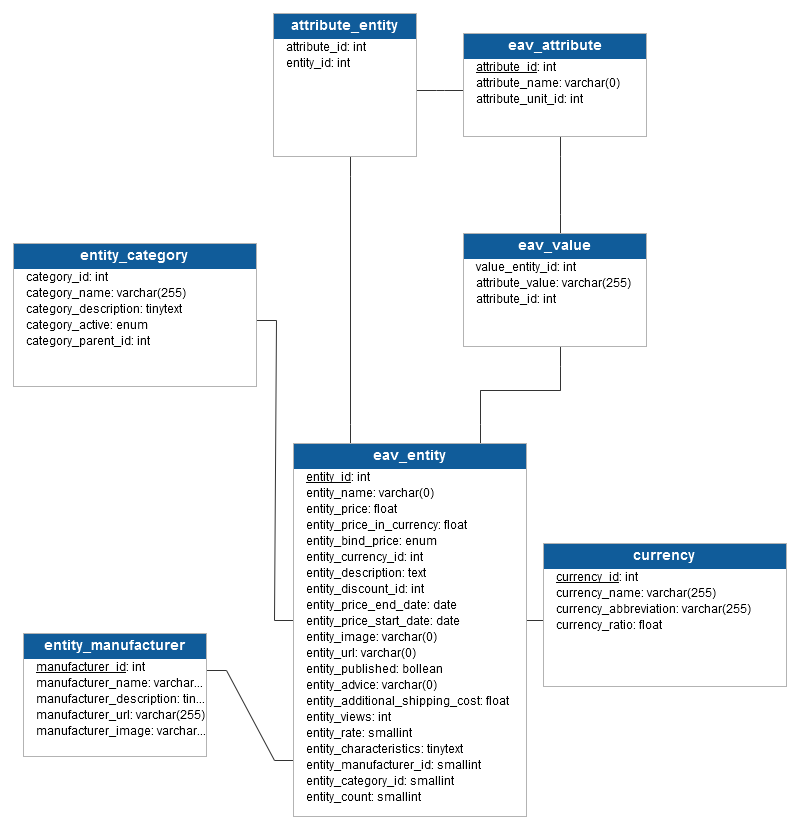 attribute_entity
attribute_id: int
entity_id: int
eav_attribute
attribute_id: int
attribute_name: varchar(0)
attribute_unit_id: int
entity_category
category_id: int
category_name: varchar(255)
category_description: tinytext
category_active: enum
category_parent_id: int
eav_value
value_entity_id: int
attribute_value: varchar(255)
attribute_id: int
eav_entity
entity_id: int
entity_name: varchar(0)
entity_price: float
entity_price_in_currency: float
entity_bind_price: enum
entity_currency_id: int
entity_description: text
entity_discount_id: int
entity_price_end_date: date
entity_price_start_date: date
entity_image: varchar(0)
entity_url: varchar(0)
entity_published: bollean
entity_advice: varchar(0)
entity_additional_shipping_cost: float
entity_views: int
entity_rate: smallint
entity_characteristics: tinytext
entity_manufacturer_id: smallint
entity_category_id: smallint
entity_count: smallint
currency
currency_id: int
currency_name: varchar(255)
currency_abbreviation: varchar(255)
currency_ratio: float
entity_manufacturer
manufacturer_id: int
manufacturer_name: varchar...
manufacturer_description: tin...
manufacturer_url: varchar(255)
manufacturer_image: varchar...